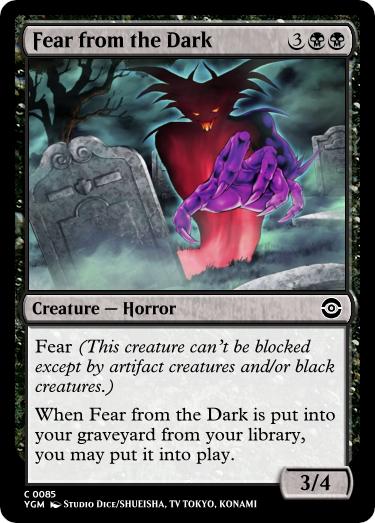 Fear from the Dark 3
Creature — Horror
Fear (This creature can't be blocked
except by artifact creatures and/or black
creatures.)
When Fear from the Dark is put into
your graveyard from your library,
you may put it into play.
3/4
C 0085
YGM Studio Dice/SHUEISHA, TV TOKYO, KONAMI